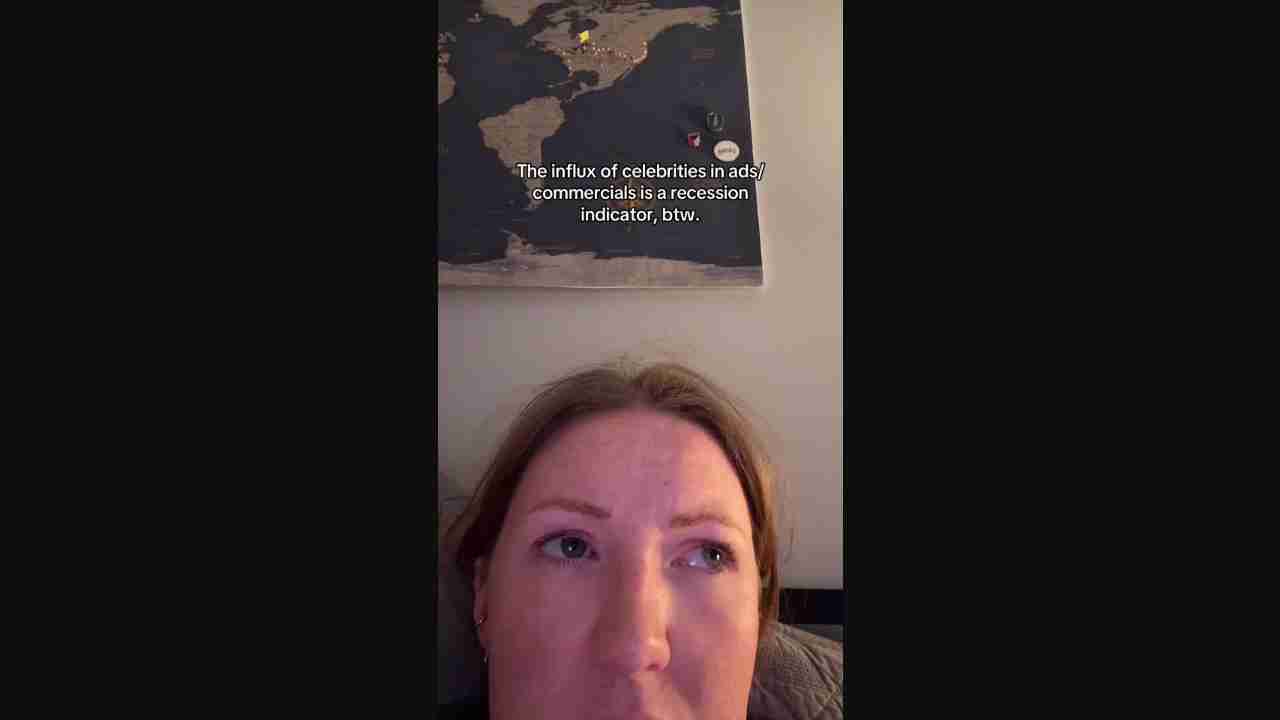 The influx of celebrities in ads/
commercials is a recession
indicator, btw.